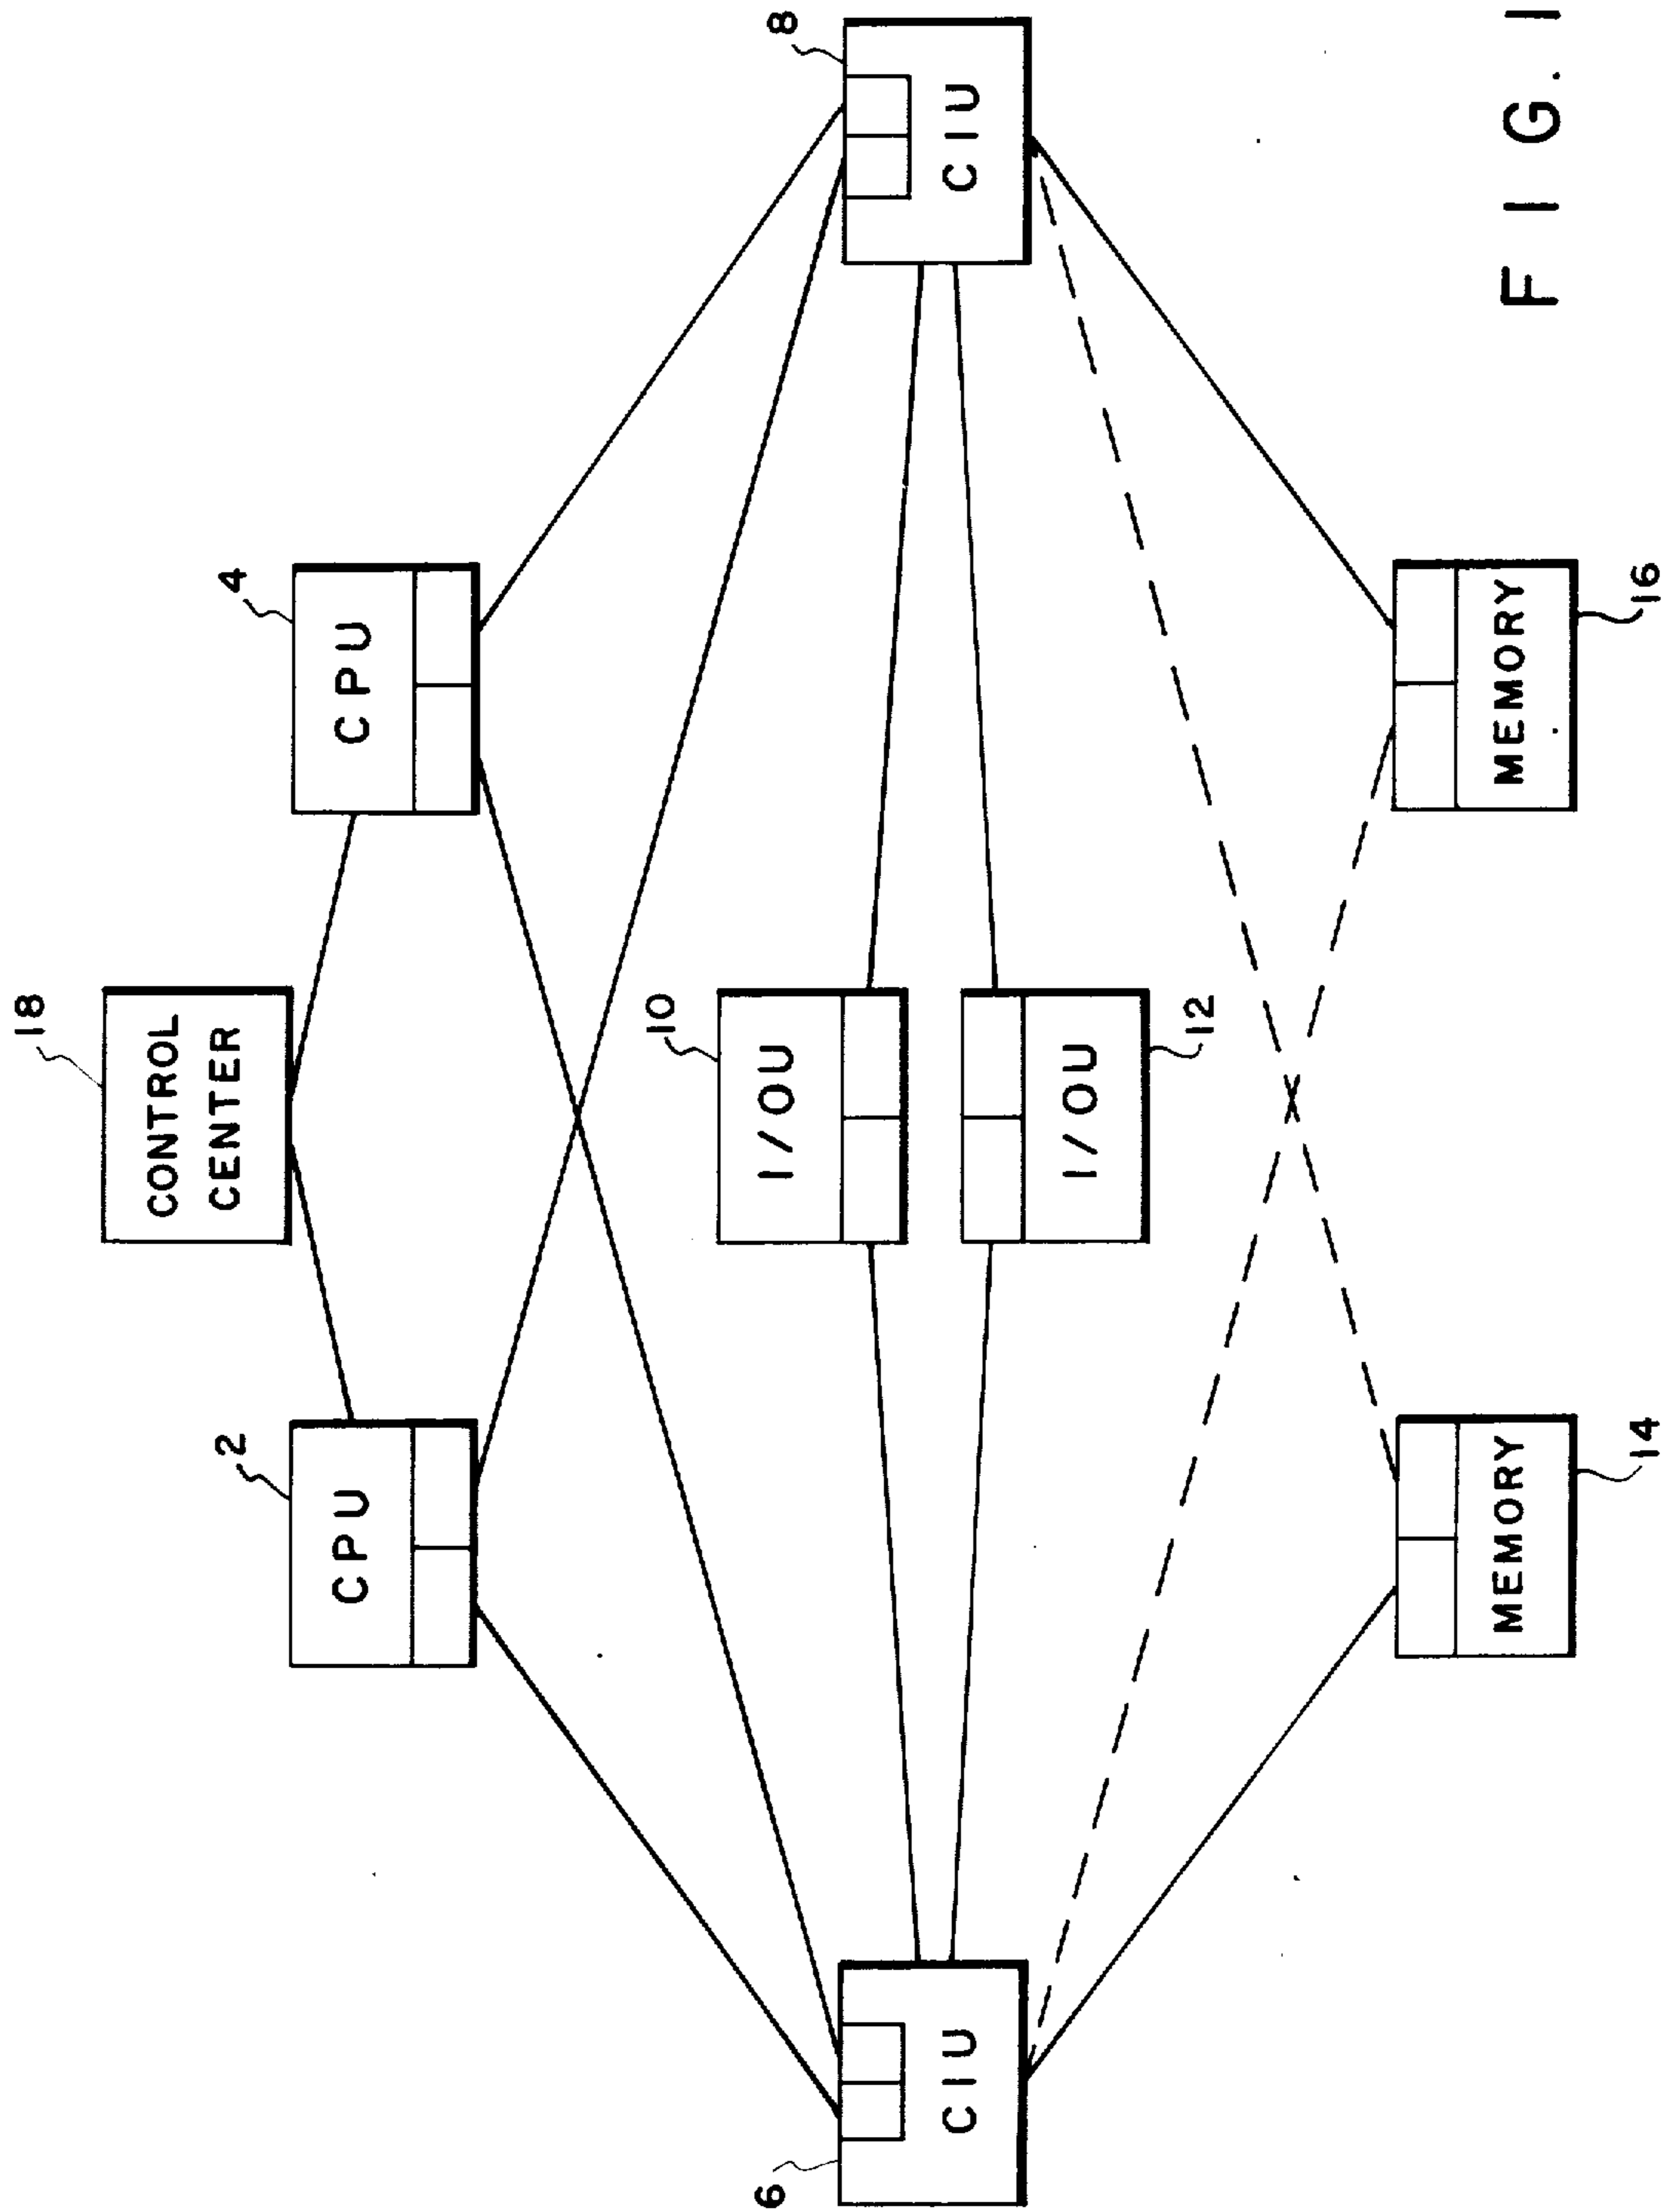 18
CONTROL
CENTER
2
CPU
4
CPU
10
I/OU
6
CIU
8
CIU
I/OU
12
MEMORY
14
MEMORY
16
FIG. 1